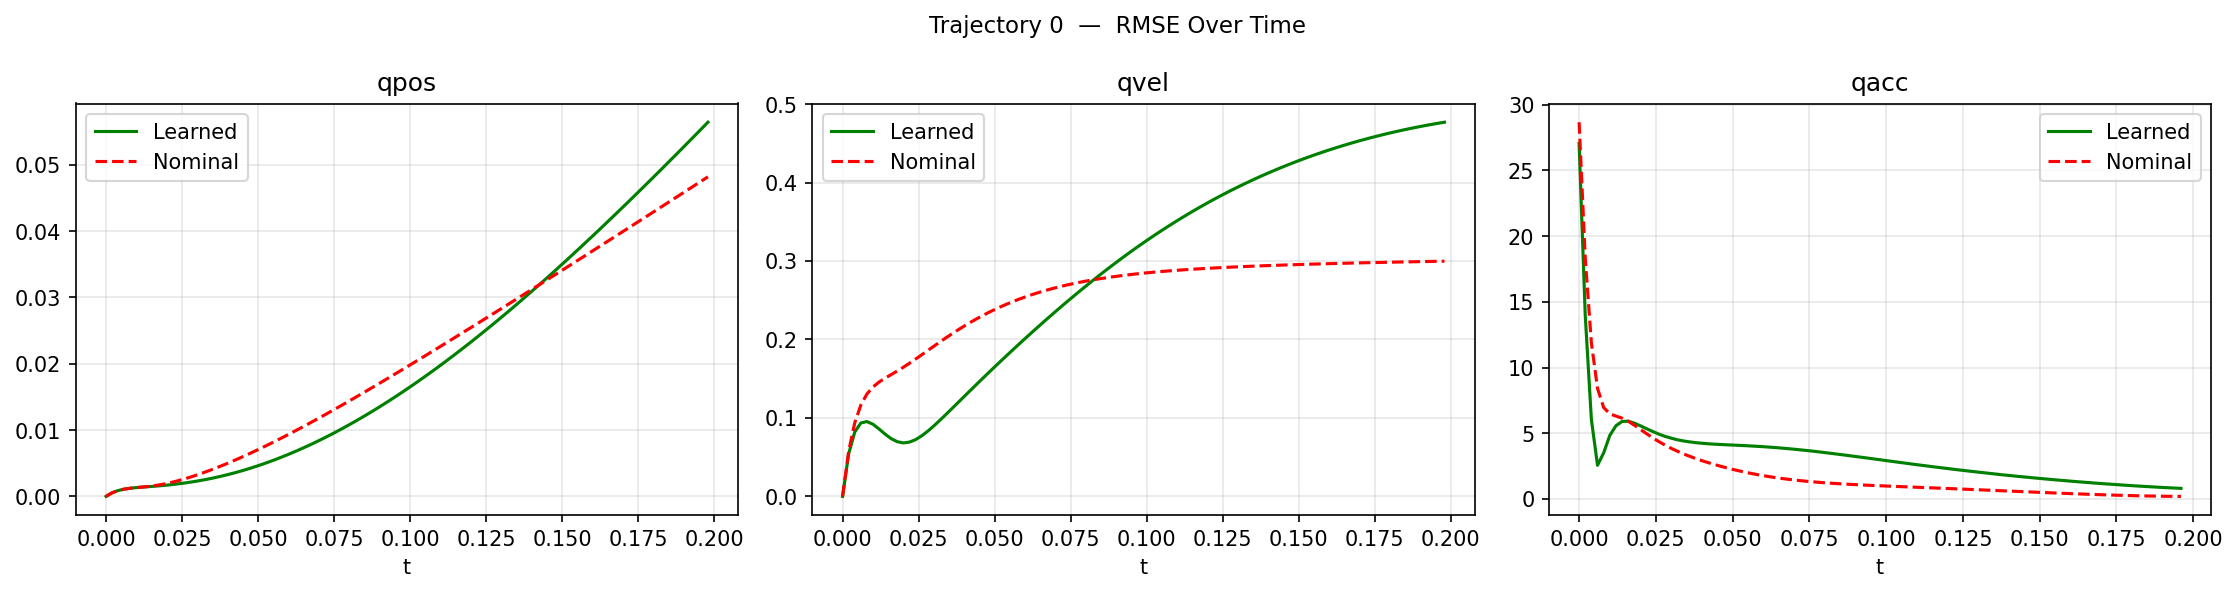 Trajectory 0 — RMSE Over Time
qpos
Learned
Nominal
0.05
0.04
0.03
0.02
0.01
0.00
0.000 0.025 0.050 0.075 0.100 0.125 0.150 0.175 0.200
t
qvel
Learned
Nominal
0.5
0.4
0.3
0.2
0.1
0.0
0.000 0.025 0.050 0.075 0.100 0.125 0.150 0.175 0.200
t
qacc
Learned
Nominal
30
25
20
15
10
5
0
0.000 0.025 0.050 0.075 0.100 0.125 0.150 0.175 0.200
t